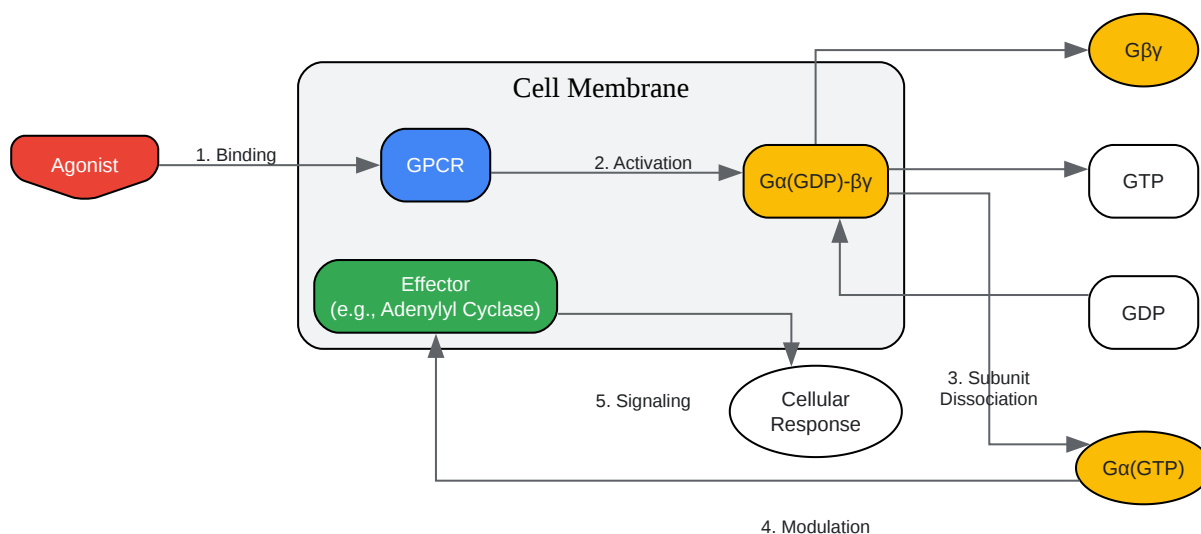 Gβγ
Cell Membrane
Agonist
1. Binding
GPCR
2. Activation
Gα(GDP)-βγ
GTP
Effector
(e.g., Adenylyl Cyclase)
GDP
5. Signaling
Cellular
Response
3. Subunit
Dissociation
Gα(GTP)
4. Modulation